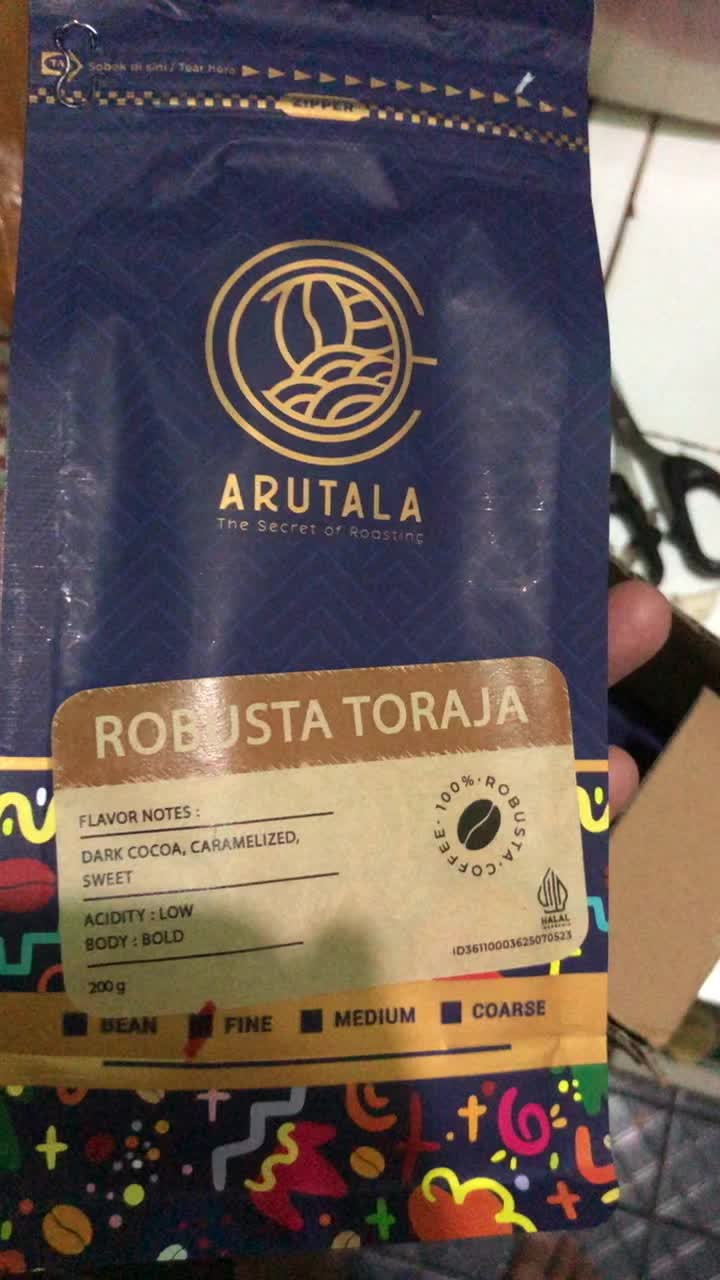 Sobek di sini / Tear Here
ZIPPER
ARUTALA
The Secret of Roasting
ROBUSTA TORAJA
FLAVOR NOTES :
DARK COCOA, CARAMELIZED,
SWEET
ACIDITY : LOW
BODY : BOLD
200 g
100% • ROBUSTA • COFFEE •
HALAL
INDONESIA
ID36110003625070523
BEAN FINE MEDIUM COARSE